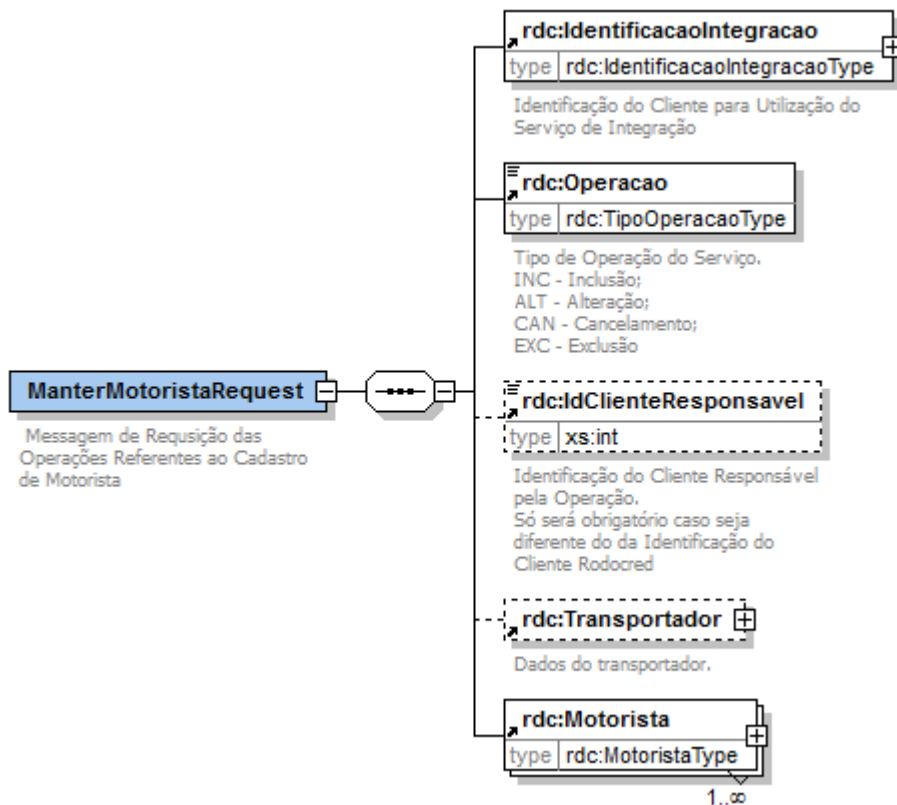 rdc:IdentificacaoIntegracao
type rdc:IdentificacaoIntegracaoType
Identificação do Cliente para Utilização do
Serviço de Integração
rdc:Operacao
type rdc:TipoOperacaoType
Tipo de Operação do Serviço.
INC - Inclusão;
ALT - Alteração;
CAN - Cancelamento;
EXC - Exclusão
ManterMotoristaRequest
Messagem de Requsição das
Operações Referentes ao Cadastro
de Motorista
rdc:IdClienteResponsavel
type xs:int
Identificação do Cliente Responsável
pela Operação.
Só será obrigatório caso seja
diferente do da Identificação do
Cliente Rodocred
rdc:Transportador
Dados do transportador.
rdc:Motorista
type rdc:MotoristaType
1..∞